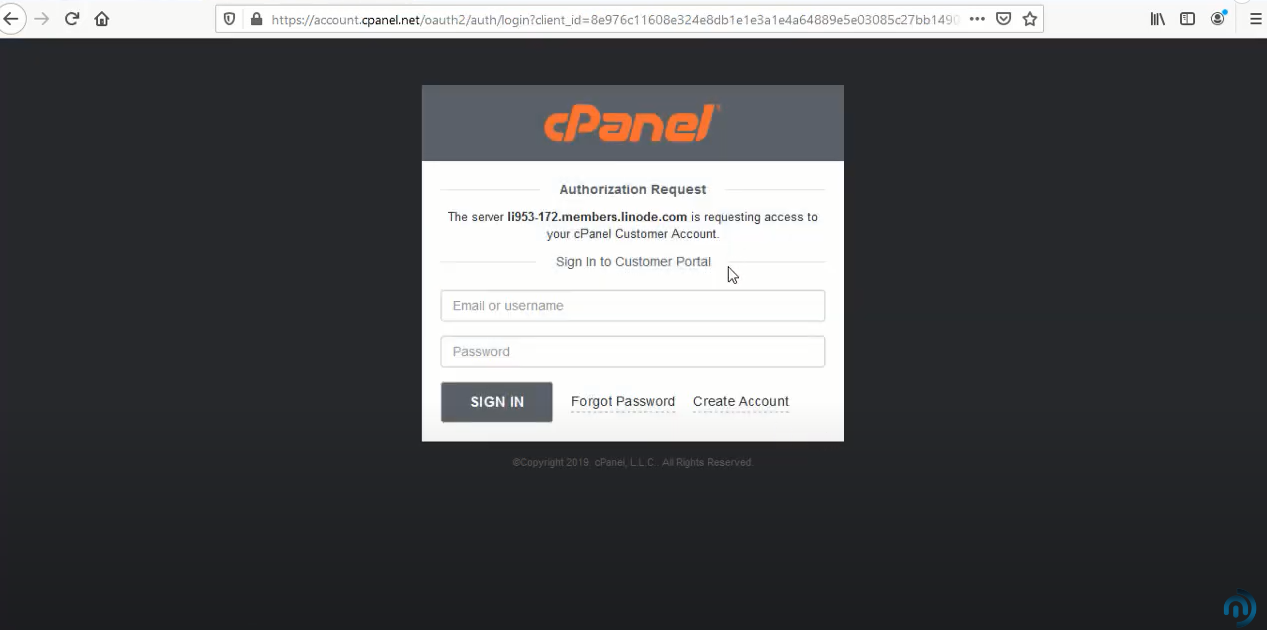 https://account.cpanel.net/oauth2/auth/login?client_id=8e976c11608e324e8db1e1e3a1e4a64889e5e03085c27bb1490
cPanel
Authorization Request
The server li953-172.members.linode.com is requesting access to
your cPanel Customer Account.
Sign In to Customer Portal
Email or username
Password
SIGN IN Forgot Password Create Account
©Copyright 2019 cPanel, L.L.C. All Rights Reserved.